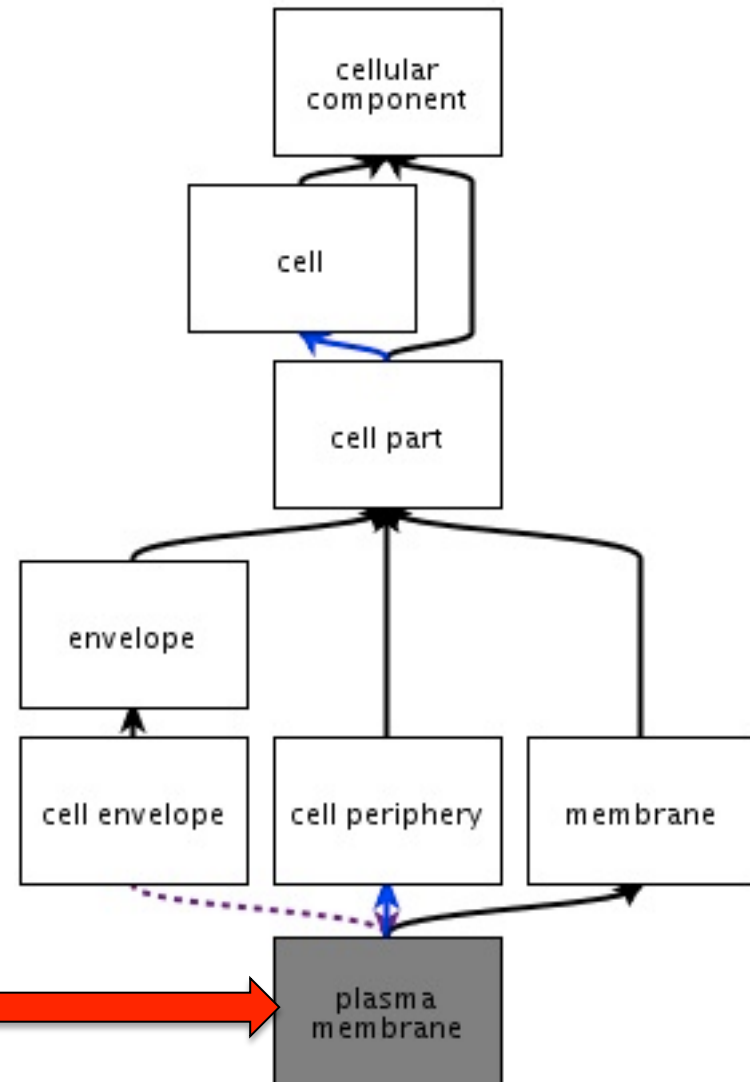 cellular
component
cell
cell part
envelope
cell envelope
cell periphery
membrane
plasma
membrane